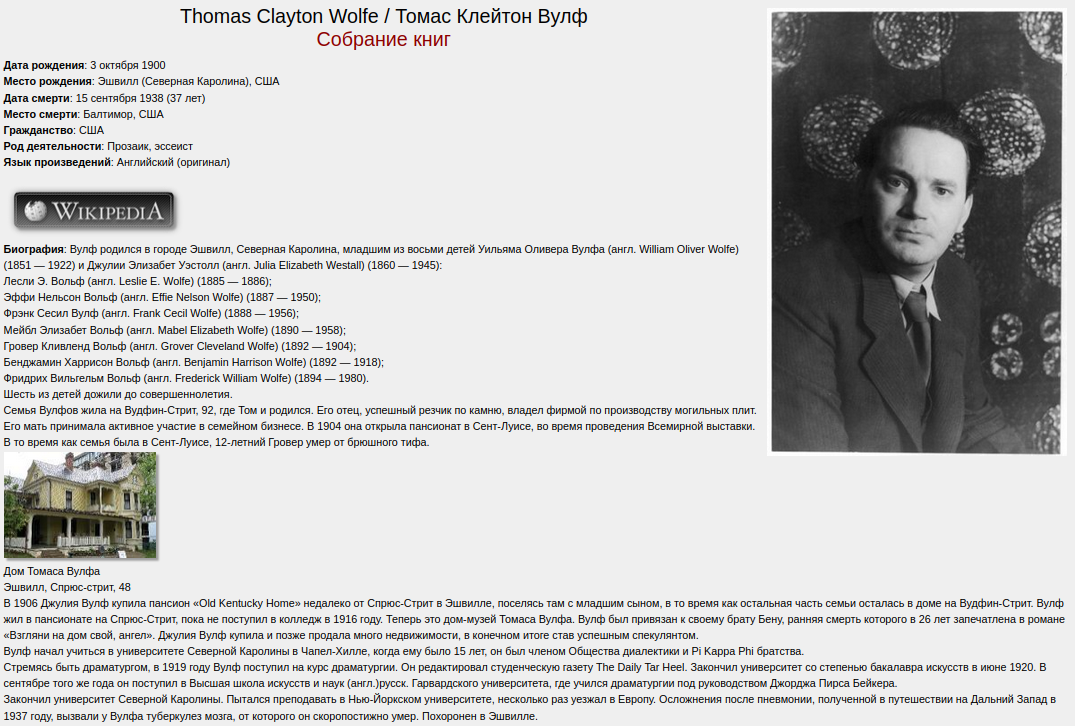 Thomas Clayton Wolfe / Томас Клейтон Вулф
Собрание книг
Дата рождения: 3 октября 1900
Место рождения: Эшвилл (Северная Каролина), США
Дата смерти: 15 сентября 1938 (37 лет)
Место смерти: Балтимор, США
Гражданство: США
Род деятельности: Прозаик, эссеист
Язык произведений: Английский (оригинал)
WIKIPEDIA
Биография: Вулф родился в городе Эшвилл, Северная Каролина, младшим из восьми детей Уильяма Оливера Вулфа (англ. William Oliver Wolfe)
(1851 — 1922) и Джулии Элизабет Уэстолл (англ. Julia Elizabeth Westall) (1860 — 1945):
Лесли Э. Вольф (англ. Leslie E. Wolfe) (1885 — 1886);
Эффи Нельсон Вольф (англ. Effie Nelson Wolfe) (1887 — 1950);
Фрэнк Сесил Вулф (англ. Frank Cecil Wolfe) (1888 — 1956);
Мейбл Элизабет Вольф (англ. Mabel Elizabeth Wolfe) (1890 — 1958);
Гровер Кливленд Вольф (англ. Grover Cleveland Wolfe) (1892 — 1904);
Бенджамин Харрисон Вольф (англ. Benjamin Harrison Wolfe) (1892 — 1918);
Фридрих Вильгельм Вольф (англ. Frederick William Wolfe) (1894 — 1980).
Шесть из детей дожили до совершеннолетия.
Семья Вулфов жила на Вудфин-Стрит, 92, где Том и родился. Его отец, успешный резчик по камню, владел фирмой по производству могильных плит.
Его мать принимала активное участие в семейном бизнесе. В 1904 она открыла пансионат в Сент-Луисе, во время проведения Всемирной выставки.
В то время как семья была в Сент-Луисе, 12-летний Гровер умер от брюшного тифа.
Дом Томаса Вулфа
Эшвилл, Спрюс-стрит, 48
В 1906 Джулия Вулф купила пансион «Old Kentucky Home» недалеко от Спрюс-Стрит в Эшвилле, поселясь там с младшим сыном, в то время как остальная часть семьи осталась в доме на Вудфин-Стрит. Вулф
жил в пансионате на Спрюс-Стрит, пока не поступил в колледж в 1916 году. Теперь это дом-музей Томаса Вулфа. Вулф был привязан к своему брату Бену, ранняя смерть которого в 26 лет запечатлена в романе
«Взгляни на дом свой, ангел». Джулия Вулф купила и позже продала много недвижимости, в конечном итоге став успешным спекулянтом.
Вулф начал учиться в университете Северной Каролины в Чапел-Хилле, когда ему было 15 лет, он был членом Общества диалектики и Pi Kappa Phi братства.
Стремясь быть драматургом, в 1919 году Вулф поступил на курс драматургии. Он редактировал студенческую газету The Daily Tar Heel. Закончил университет со степенью бакалавра искусств в июне 1920. В
сентябре того же года он поступил в Высшая школа искусств и наук (англ.)русск. Гарвардского университета, где учился драматургии под руководством Джорджа Пирса Бейкера.
Закончил университет Северной Каролины. Пытался преподавать в Нью-Йоркском университете, несколько раз уезжал в Европу. Осложнения после пневмонии, полученной в путешествии на Дальний Запад в
1937 году, вызвали у Вулфа туберкулез мозга, от которого он скоропостижно умер. Похоронен в Эшвилле.